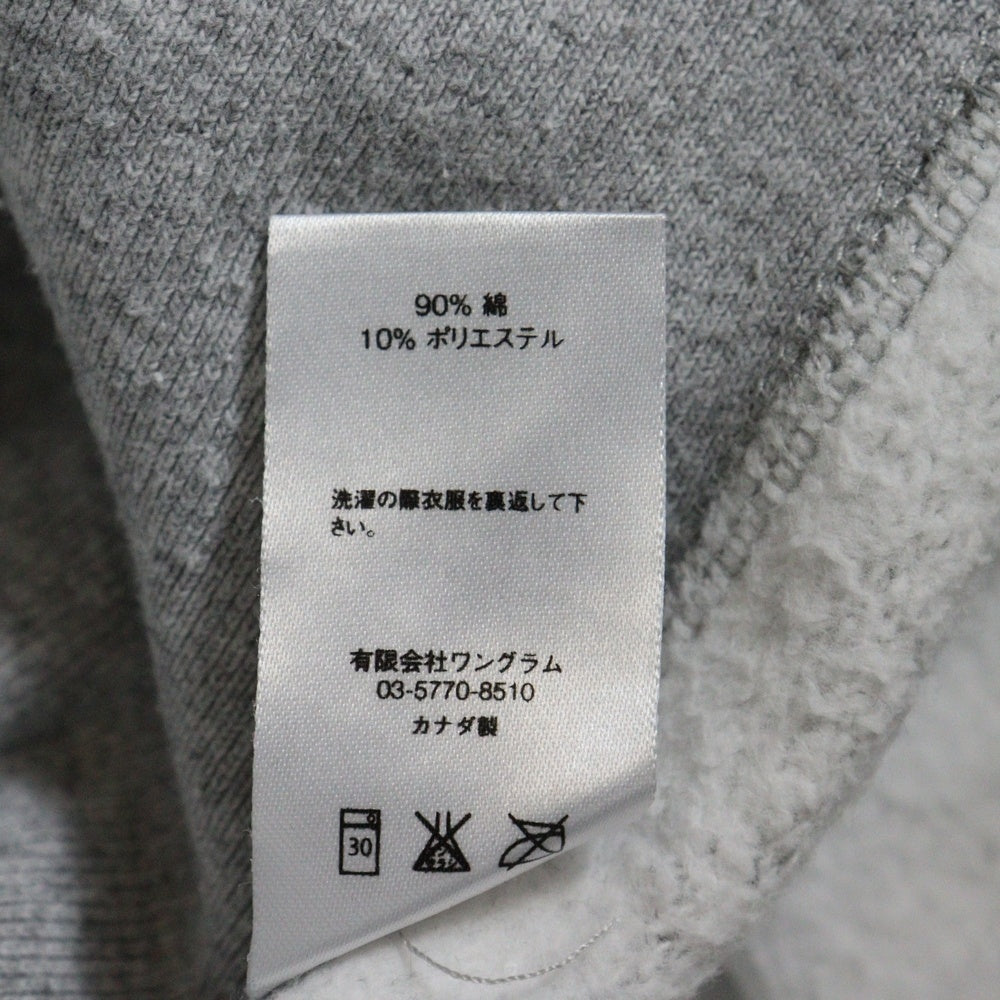 90% 綿
10% ポリエステル
洗濯の際衣服を裏返して下
さい。
有限会社ワングラム
03-5770-8510
カナダ製
30